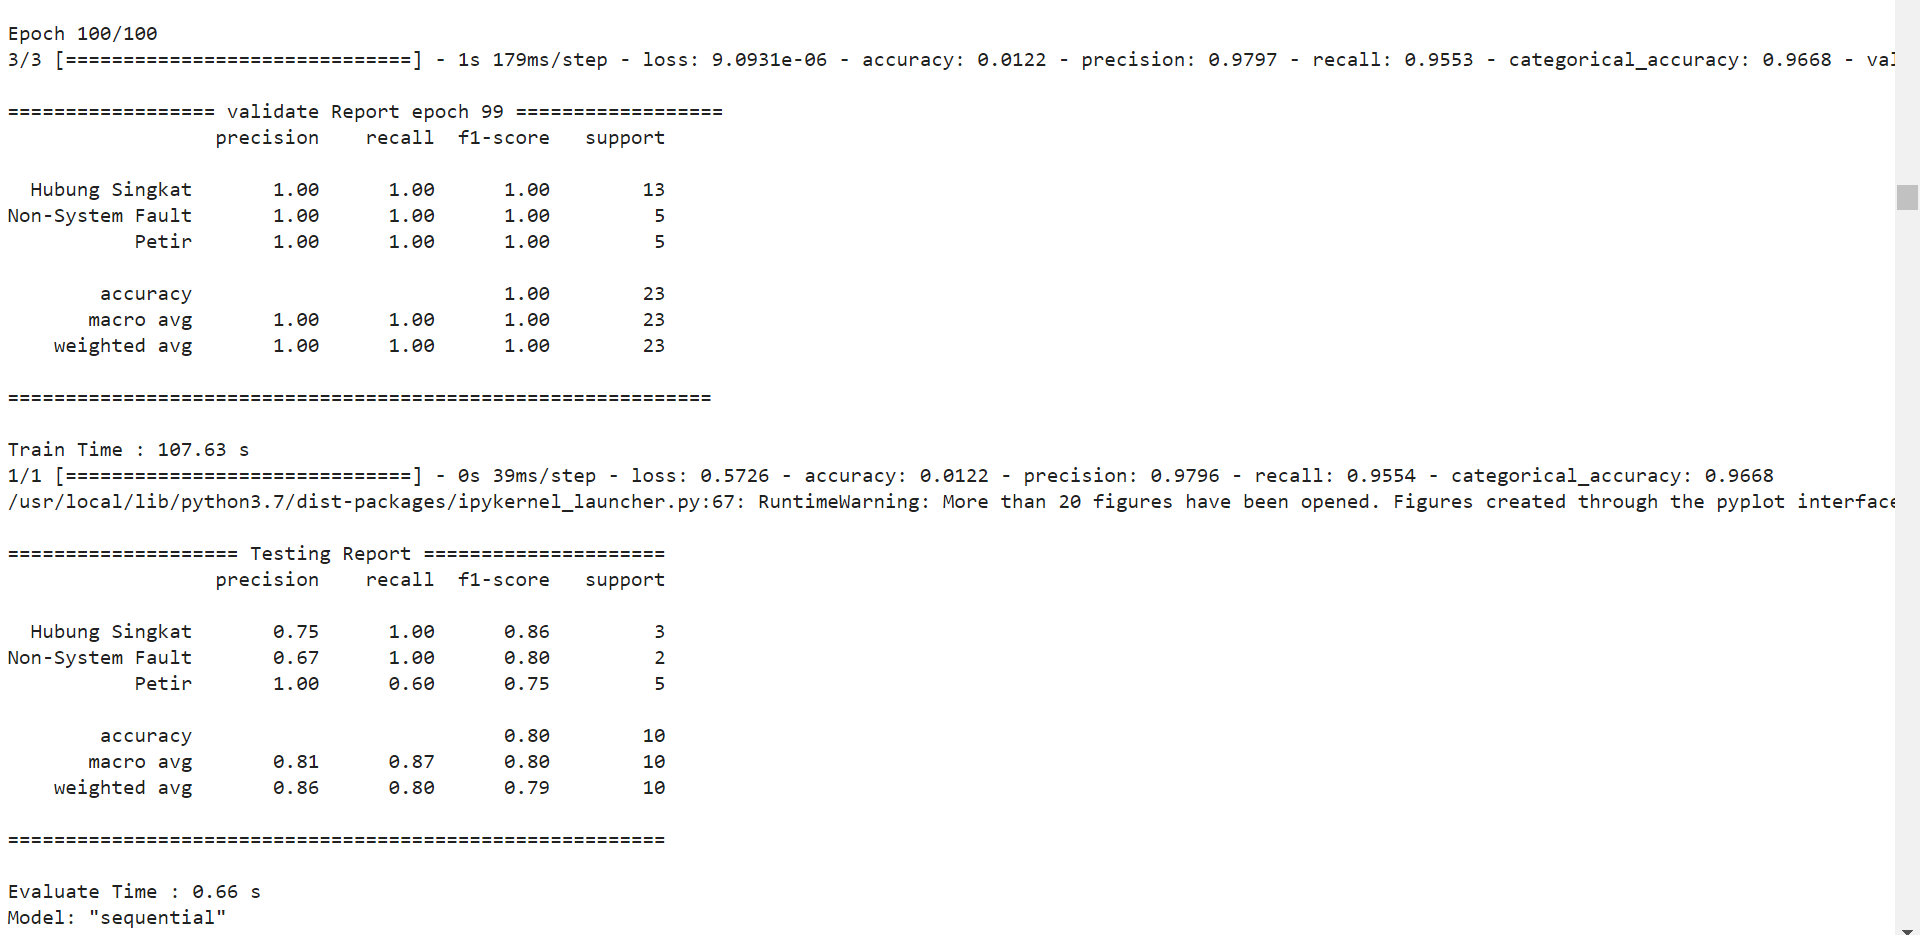 Epoch 100/100
3/3 [==============================] - 1s 179ms/step - loss: 9.0931e-06 - accuracy: 0.0122 - precision: 0.9797 - recall: 0.9553 - categorical_accuracy: 0.9668 - val
================== validate Report epoch 99 ==================
precision recall f1-score support
Hubung Singkat 1.00 1.00 1.00 13
Non-System Fault 1.00 1.00 1.00 5
Petir 1.00 1.00 1.00 5
accuracy 1.00 23
macro avg 1.00 1.00 1.00 23
weighted avg 1.00 1.00 1.00 23
=============================================================
Train Time : 107.63 s
1/1 [==============================] - 0s 39ms/step - loss: 0.5726 - accuracy: 0.0122 - precision: 0.9796 - recall: 0.9554 - categorical_accuracy: 0.9668
/usr/local/lib/python3.7/dist-packages/ipykernel_launcher.py:67: RuntimeWarning: More than 20 figures have been opened. Figures created through the pyplot interface
==================== Testing Report =====================
precision recall f1-score support
Hubung Singkat 0.75 1.00 0.86 3
Non-System Fault 0.67 1.00 0.80 2
Petir 1.00 0.60 0.75 5
accuracy 0.80 10
macro avg 0.81 0.87 0.80 10
weighted avg 0.86 0.80 0.79 10
=========================================================
Evaluate Time : 0.66 s
Model: "sequential"